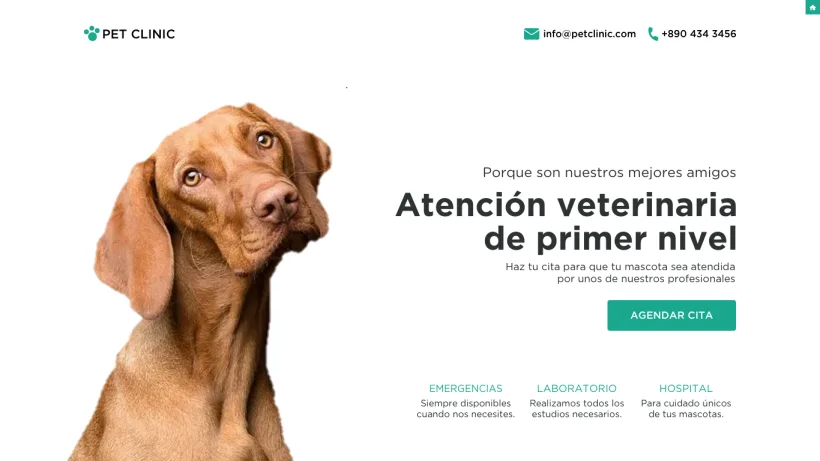 PET CLINIC
info@petclinic.com
+890 434 3456
Porque son nuestros mejores amigos
Atención veterinaria
de primer nivel
Haz tu cita para que tu mascota sea atendida
por unos de nuestros profesionales
AGENDAR CITA
EMERGENCIAS
Siempre disponibles
cuando nos necesites.
LABORATORIO
Realizamos todos los
estudios necesarios.
HOSPITAL
Para cuidado únicos
de tus mascotas.